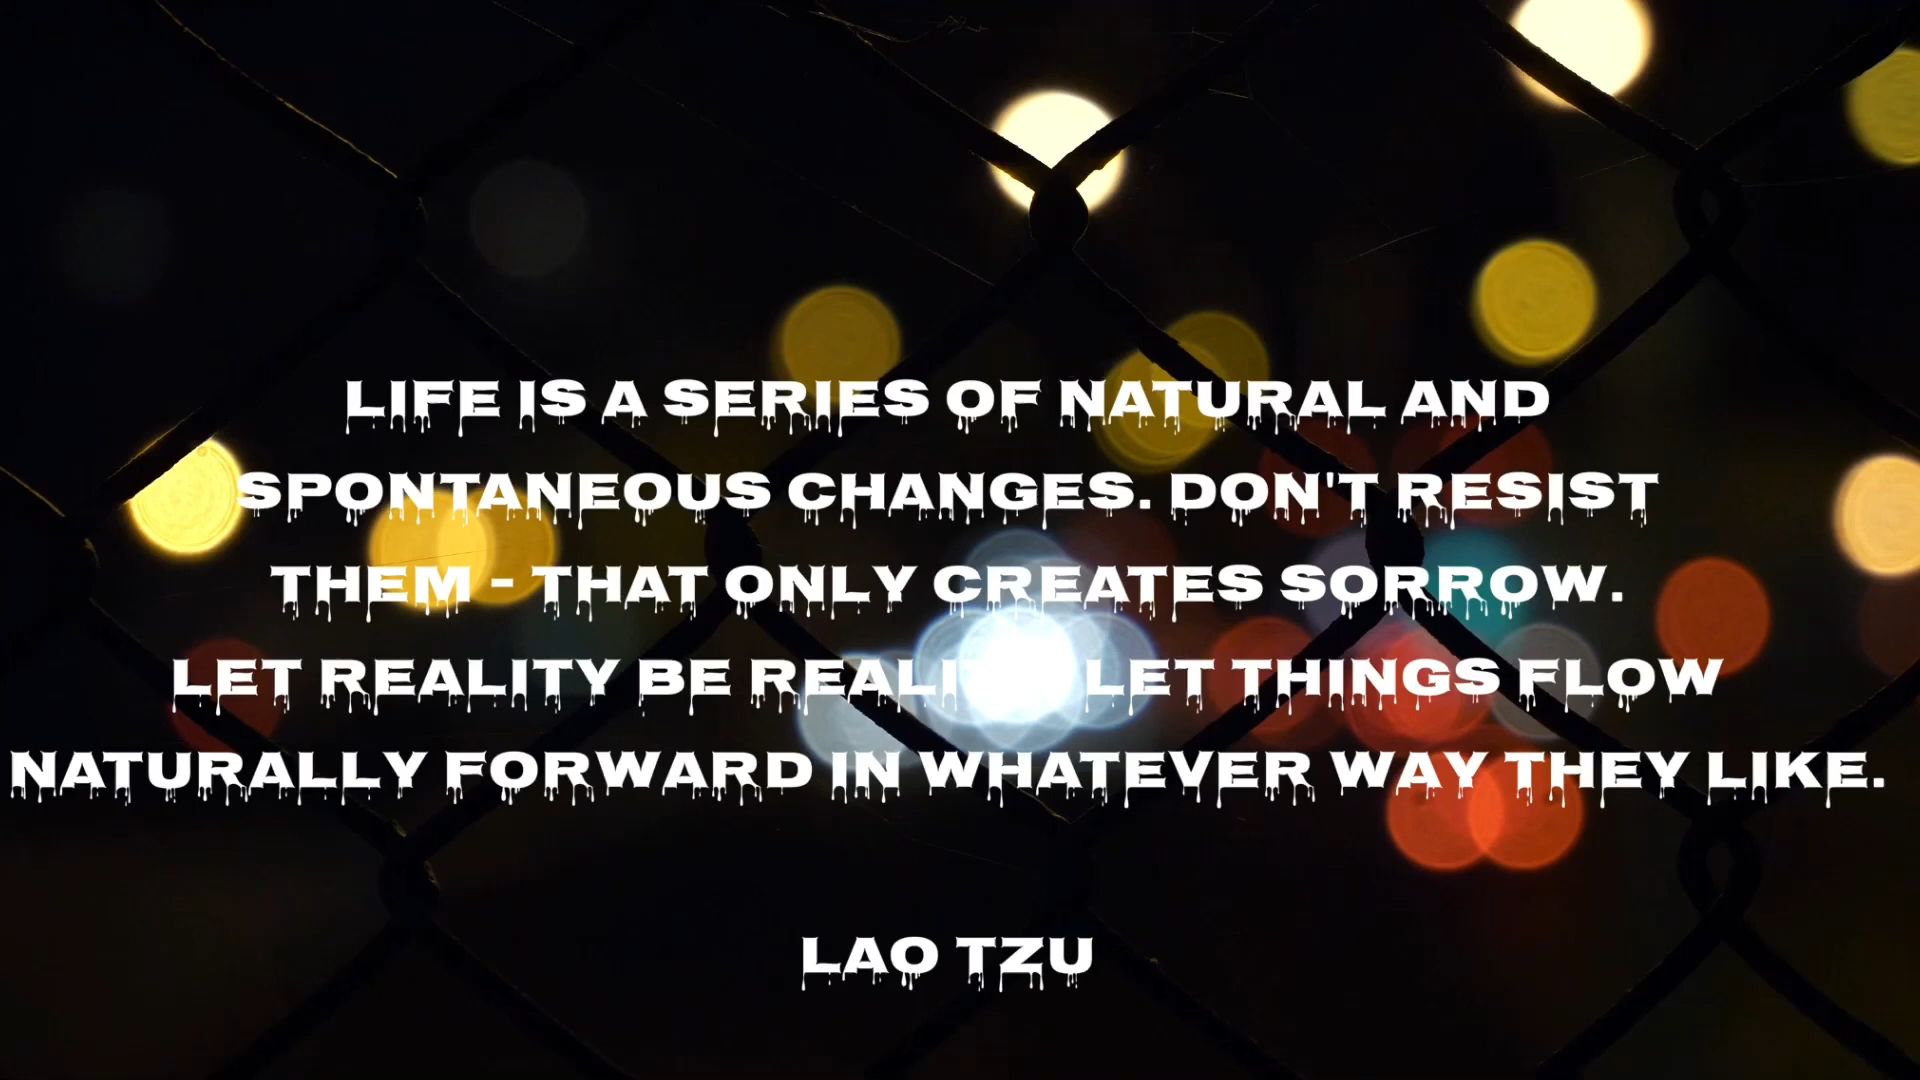 LIFE IS A SERIES OF NATURAL AND
SPONTANEOUS CHANGES. DON'T RESIST
THEM - THAT ONLY CREATES SORROW.
LET REALITY BE LET THINGS FLOW
NATURALLY FORWARD IN WHATEVER WAY THEY LIKE.
LAO TZU